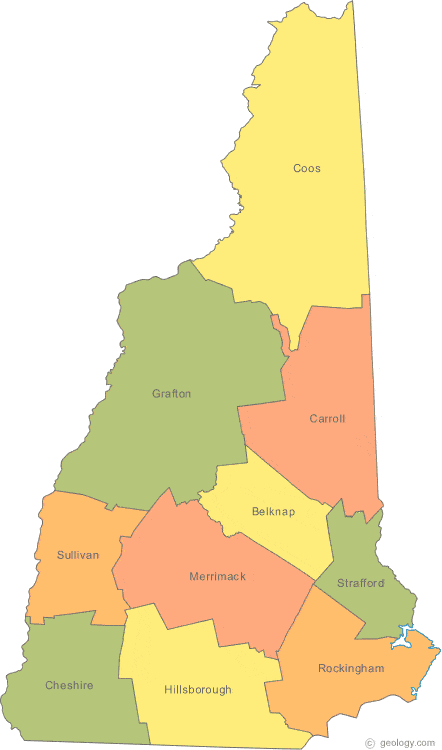 Coos
Grafton
Carroll
Belknap
Sullivan
Merrimack
Strafford
Rockingham
Cheshire
Hillsborough
© geology.com